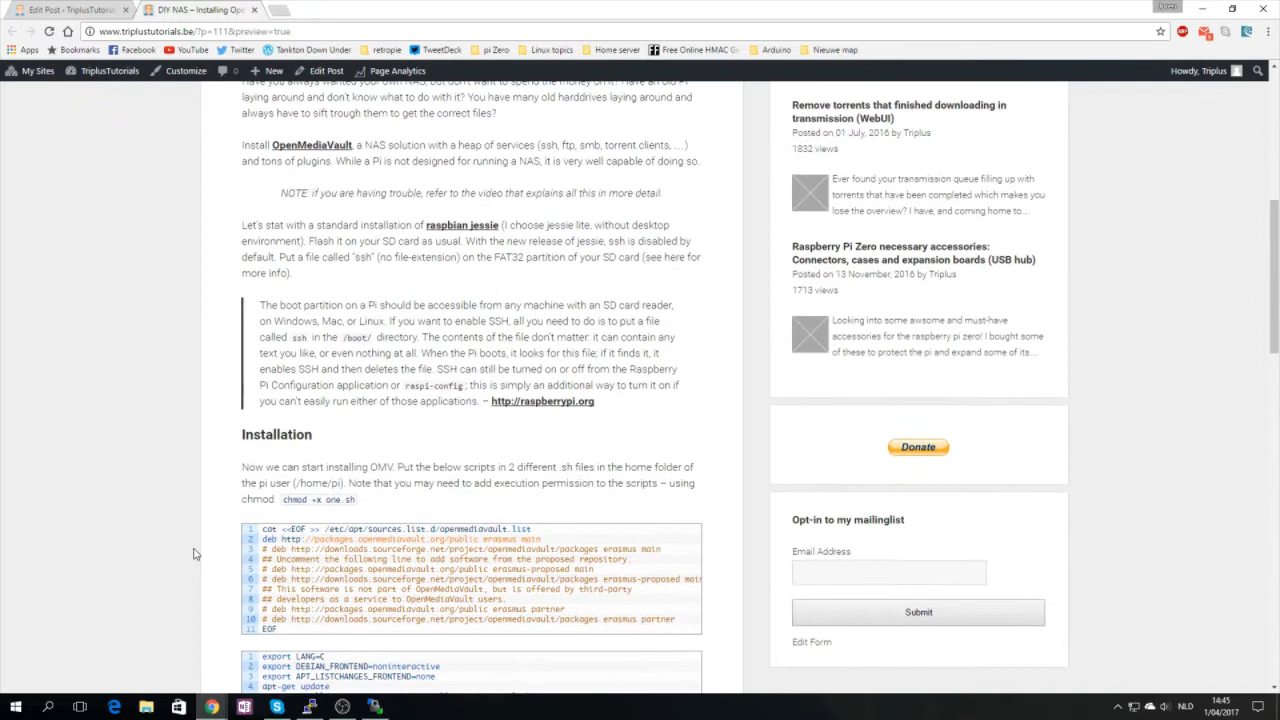 Edit Post ‹ TriplusTutoria
DIY NAS – Installing Ope
www.triplustutorials.be/?p=111&preview=true
Apps
Bookmarks
Facebook
YouTube
Twitter
Tankton Down Under
retropie
TweetDeck
pi Zero
Linux topics
Home server
Free Online HMAC Ge
Arduino
Nieuwe map
My Sites
TriplusTutorials
Customize
0
New
Edit Post
Page Analytics
Howdy, Triplus
Have you always wanted your own NAS, but don't want to spend the money on it? Have an old Pi
laying around and don't know what to do with it? You have many old harddrives laying around and
always have to sift trough them to get the correct files?
Install OpenMediaVault, a NAS solution with a heap of services (ssh, ftp, smb, torrent clients, …)
and tons of plugins. While a Pi is not designed for running a NAS, it is very well capable of doing so.
NOTE: if you are having trouble, refer to the video that explains all this in more detail.
Let's stat with a standard installation of raspbian jessie (I choose jessie lite, without desktop
environment). Flash it on your SD card as usual. With the new release of jessie, ssh is disabled by
default. Put a file called "ssh" (no file-extension) on the FAT32 partition of your SD card (see here for
more info).
The boot partition on a Pi should be accessible from any machine with an SD card reader,
on Windows, Mac, or Linux. If you want to enable SSH, all you need to do is to put a file
called ssh in the /boot/ directory. The contents of the file don't matter: it can contain any
text you like, or even nothing at all. When the Pi boots, it looks for this file; if it finds it, it
enables SSH and then deletes the file. SSH can still be turned on or off from the Raspberry
Pi Configuration application or raspi-config; this is simply an additional way to turn it on if
you can't easily run either of those applications. – http://raspberrypi.org
Installation
Now we can start installing OMV. Put the below scripts in 2 different .sh files in the home folder of
the pi user (/home/pi). Note that you may need to add execution permission to the scripts – using
chmod chmod +x one.sh
1 cat <<EOF >> /etc/apt/sources.list.d/openmediavault.list
2 deb http://packages.openmediavault.org/public erasmus main
3 # deb http://downloads.sourceforge.net/project/openmediavault/packages erasmus main
4 ## Uncomment the following line to add software from the proposed repository.
5 # deb http://packages.openmediavault.org/public erasmus-proposed main
6 # deb http://downloads.sourceforge.net/project/openmediavault/packages erasmus-proposed main
7 ## This software is not part of OpenMediaVault, but is offered by third-party
8 ## developers as a service to OpenMediaVault users.
9 # deb http://packages.openmediavault.org/public erasmus partner
10 # deb http://downloads.sourceforge.net/project/openmediavault/packages erasmus partner
11 EOF
1 export LANG=C
2 export DEBIAN_FRONTEND=noninteractive
3 export APT_LISTCHANGES_FRONTEND=none
4 apt-get update
Remove torrents that finished downloading in
transmission (WebUI)
Posted on 01 July, 2016 by Triplus
1832 views
Ever found your transmission queue filling up with
torrents that have been completed which makes you
lose the overview? I have, and coming home to…
Raspberry Pi Zero necessary accessories:
Connectors, cases and expansion boards (USB hub)
Posted on 13 November, 2016 by Triplus
1713 views
Looking into some awsome and must-have
accessories for the raspberry pi zero! I bought some
of these to protect the pi and expand some of its…
Donate
Opt-in to my mailinglist
Email Address
Submit
Edit Form
NLD
14:45
1/04/2017